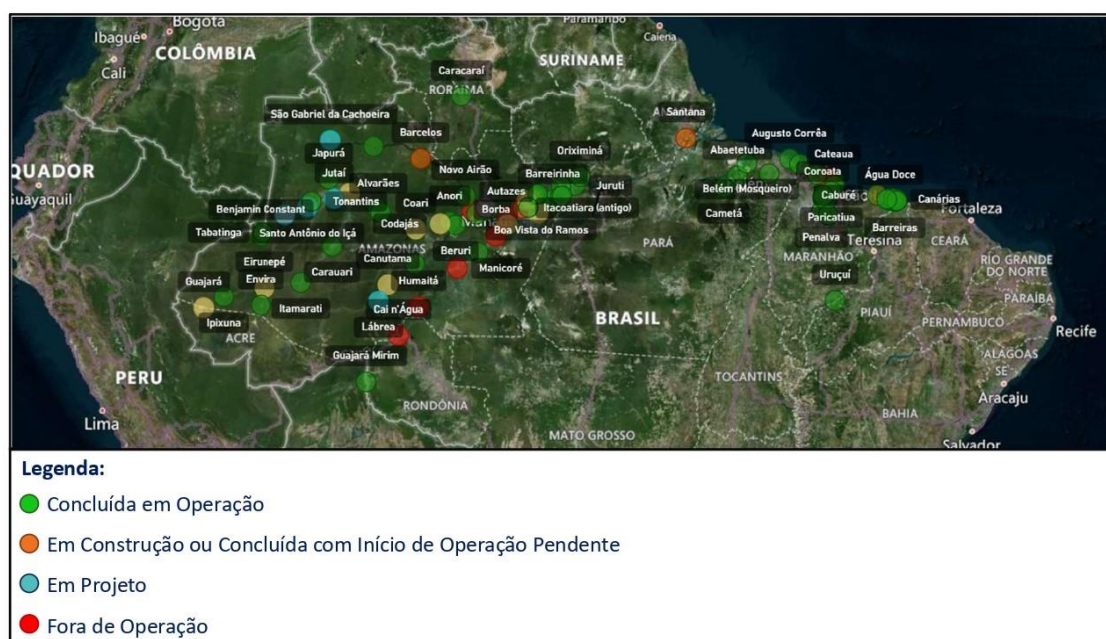 Bogota
Ibagué
Cali
COLÔMBIA
Paramaribo
Caiena
SURINAME
Caracaraí
RORAIMA
São Gabriel da Cachoeira
Barcelos
Santana
Augusto Corrêa
Abaetetuba
Cateaua
Oriximiná
Japurá
Novo Airão
Barreirinha
Coroata
Água Doce
QUADOR
Guayaquil
Jutaí
Alvarães
Anori
Autazes
Juruti
Belém (Mosqueiro)
Caburé
Canárias
Benjamin Constant
Tonantins
Coari
Borba
Itacoatiara (antigo)
Cametá
Paricatiua
Fortaleza
Tabatinga
Santo Antônio do Içá
Codajás
Boa Vista do Ramos
Penalva
Barreiras
Teresina
CEARÁ
AMAZONAS
Beruri
PARÁ
MARANHÃO
Eirunepé
Canutama
Manicoré
Uruçuí
RIO GRANDE
DO NORTE
Guajará
Envira
Carauari
Humaitá
PARAÍBA
Itamarati
Cai n'Água
BRASIL
PIAUÍ
PERNAMBUCO
Recife
Ipixuna
ACRE
Lábrea
Guajará Mirim
ALAGOAS
SE
PERU
TOCANTINS
Aracaju
Lima
RONDÔNIA
BAHIA
MATO GROSSO
Salvador
Legenda:
Concluída em Operação
Em Construção ou Concluída com Início de Operação Pendente
Em Projeto
Fora de Operação